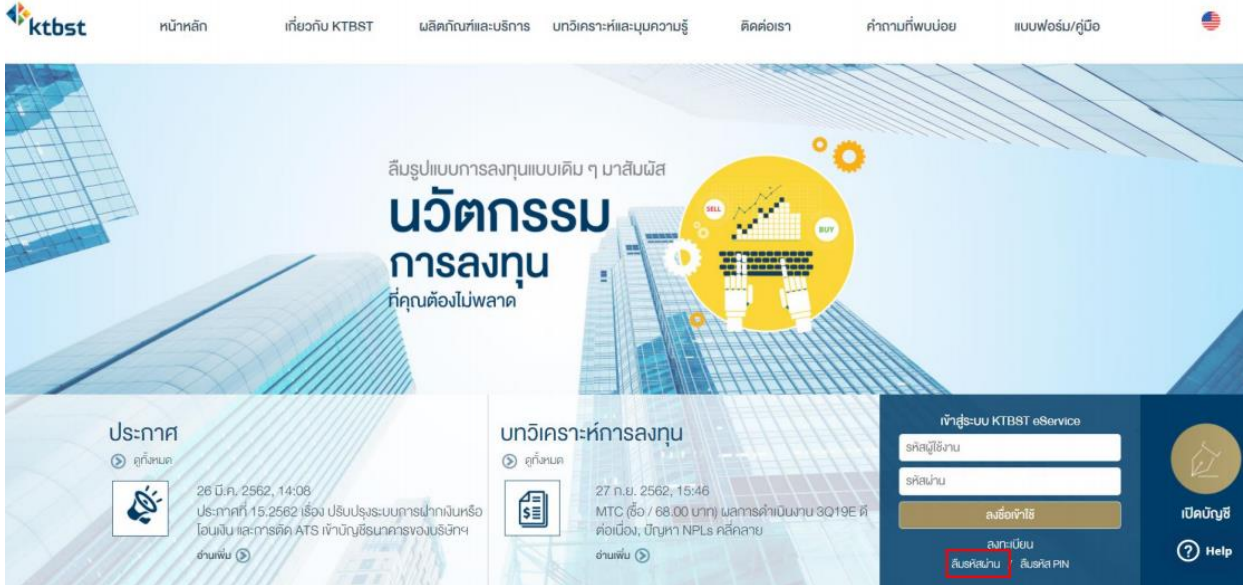 ktbst
หน้าหลัก
เกี่ยวกับ KTBST
ผลิตภัณฑ์และบริการ
บทวิเคราะห์และมุมความรู้
ติดต่อเรา
คำถามที่พบบ่อย
แบบฟอร์ม/คู่มือ
ลืมรูปแบบการลงทุนแบบเดิม ๆ มาสัมผัส
นวัตกรรม
การลงทุน
ที่คุณต้องไม่พลาด
SELL
BUY
ประกาศ
ดูทั้งหมด
26 มี.ค. 2562, 14:08
ประกาศที่ 15.2562 เรื่อง ปรับปรุงระบบการฝากเงินหรือ
โอนเงิน และการตัด ATS เข้าบัญชีธนาคารของบริษัทฯ
อ่านเพิ่ม
บทวิเคราะห์การลงทุน
ดูทั้งหมด
27 ก.ย. 2562, 15:46
MTC (ซื้อ / 68.00 บาท) ผลการดำเนินงาน 3Q19E ดี
ต่อเนื่อง, ปัญหา NPLs คลี่คลาย
อ่านเพิ่ม
เข้าสู่ระบบ KTBST eService
รหัสผู้ใช้งาน
รหัสผ่าน
ลงชื่อเข้าใช้
ลงทะเบียน
ลืมรหัสผ่าน / ลืมรหัส PIN
เปิดบัญชี
? Help